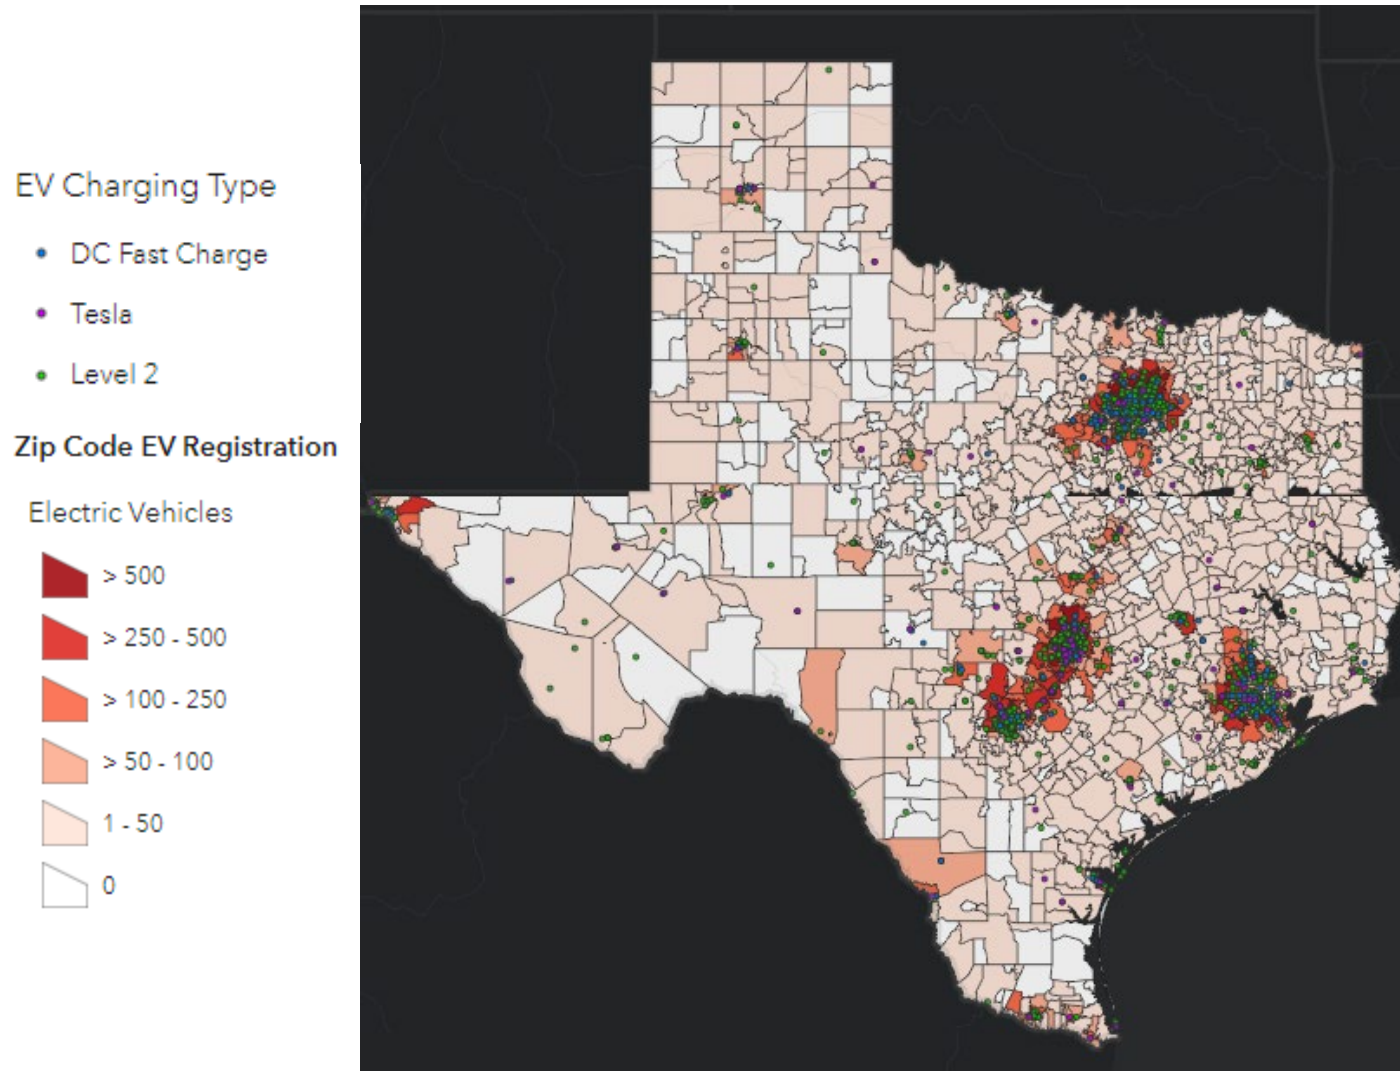 EV Charging Type
DC Fast Charge
Tesla
Level 2
Zip Code EV Registration
Electric Vehicles
> 500
> 250 - 500
> 100 - 250
> 50 - 100
1 - 50
0